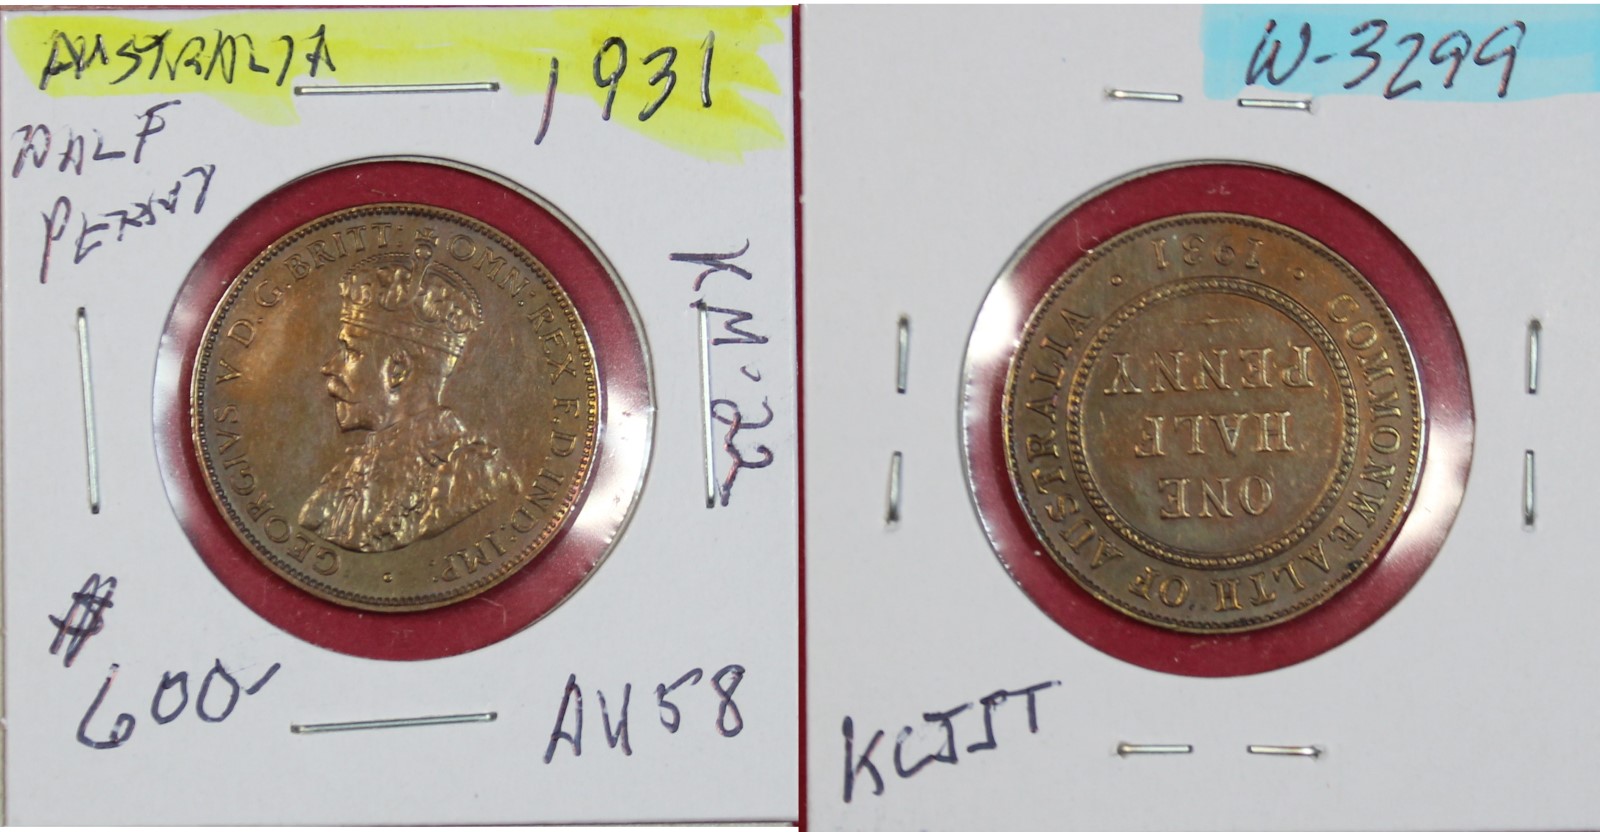 AUSTRALIA
1931
HALF
PENNY
KM.22
GEORGIVS V D.G.BRITT: OMN: REX F.D IND: IMP:
$
600-
AU58
W-3299
1931
COMMONWEALTH OF AUSTRALIA
ONE
HALF
PENNY